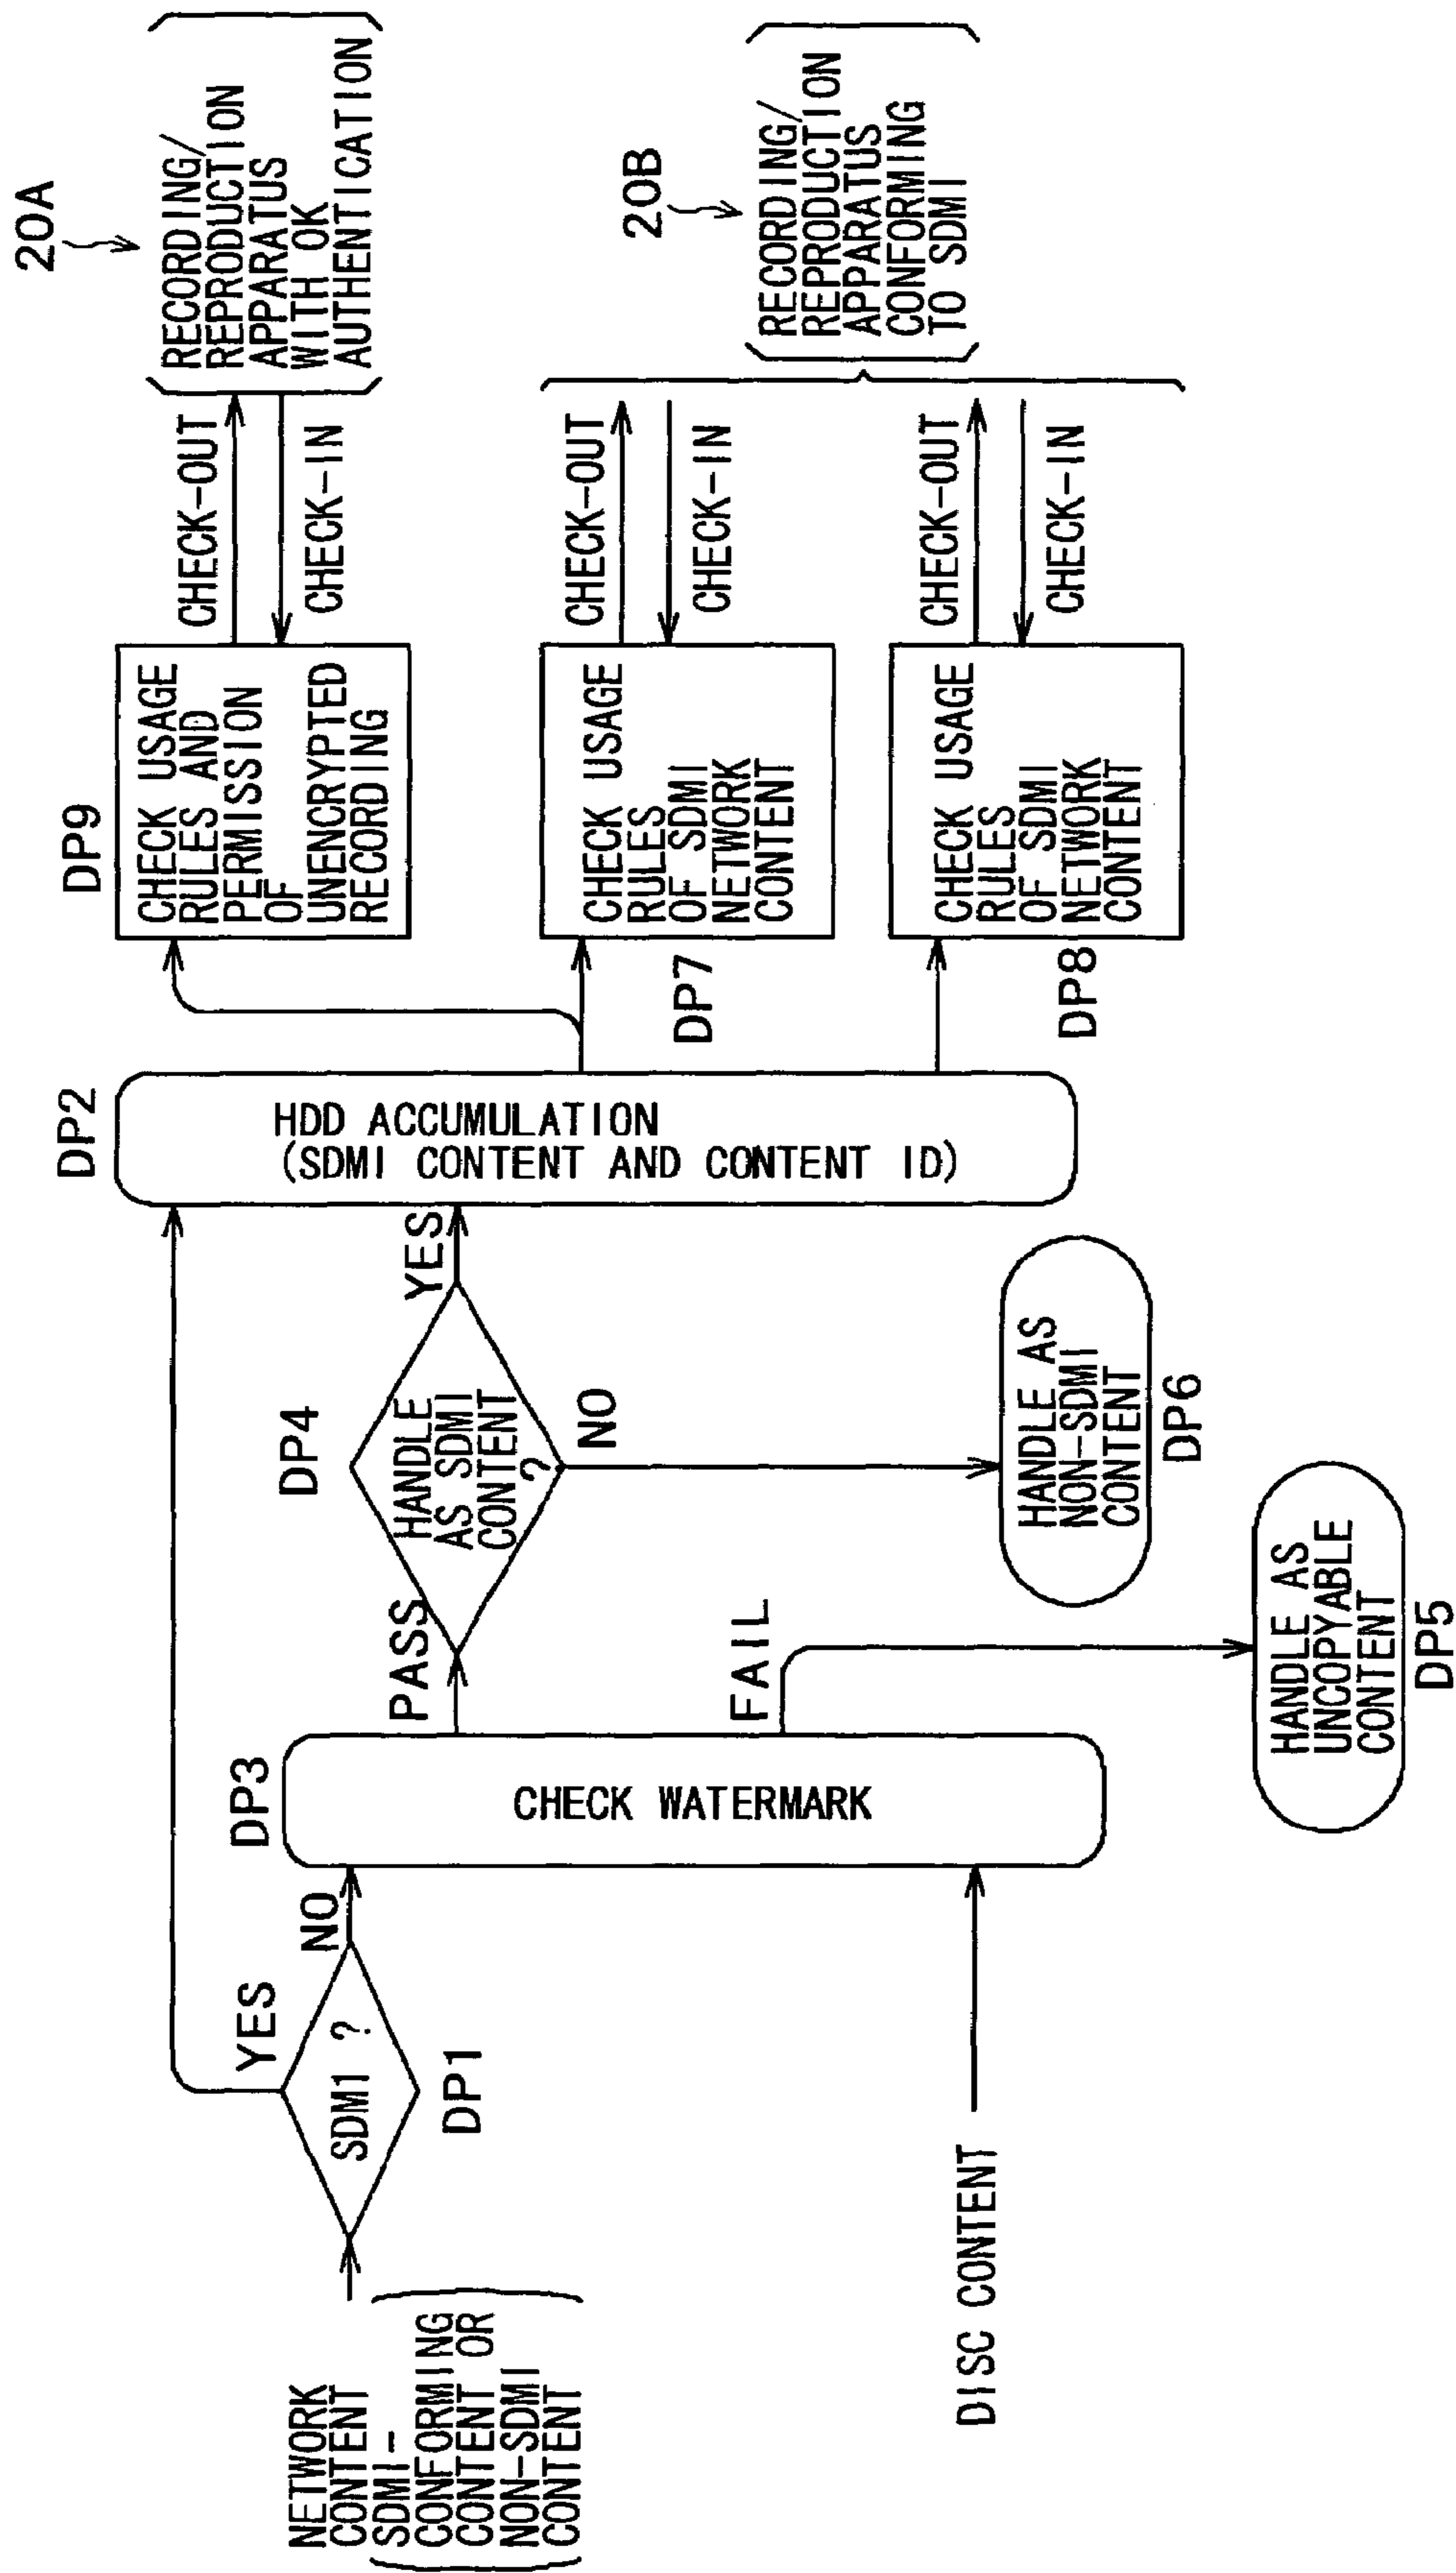 NETWORK
CONTENT
SDMI-
CONFORMING
CONTENT OR
NON-SDMI
CONTENT
SDM1 ?
DP1
YES
NO
DISC CONTENT
DP3
CHECK WATERMARK
PASS
FAIL
DP4
HANDLE
AS SDMI
CONTENT
?
YES
NO
HANDLE AS
UNCOPYABLE
CONTENT
DP5
HANDLE AS
NON-SDMI
CONTENT
DP6
DP2
HDD ACCUMULATION
(SDMI CONTENT AND CONTENT ID)
DP9
CHECK USAGE
RULES AND
PERMISSION
OF
UNENCRYPTED
RECORDING
CHECK-OUT
CHECK-IN
20A
RECORDING/
REPRODUCTION
APPARATUS
WITH OK
AUTHENTICATION
DP7
CHECK USAGE
RULES
OF SDMI
NETWORK
CONTENT
CHECK-OUT
CHECK-IN
DP8
CHECK USAGE
RULES
OF SDMI
NETWORK
CONTENT
CHECK-OUT
CHECK-IN
20B
RECORDING/
REPRODUCTION
APPARATUS
CONFORMING
TO SDMI